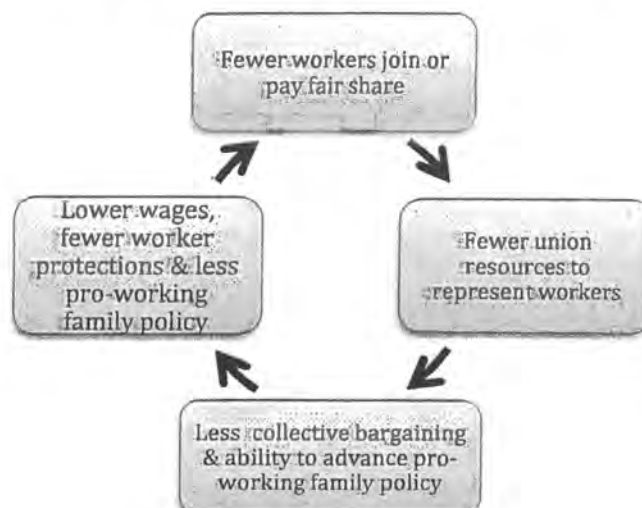 Fewer workers join or
pay fair share
Fewer union
resources to
represent workers
Less collective bargaining
& ability to advance pro-
working family policy
Lower wages,
fewer worker
protections & less
pro-working
family policy